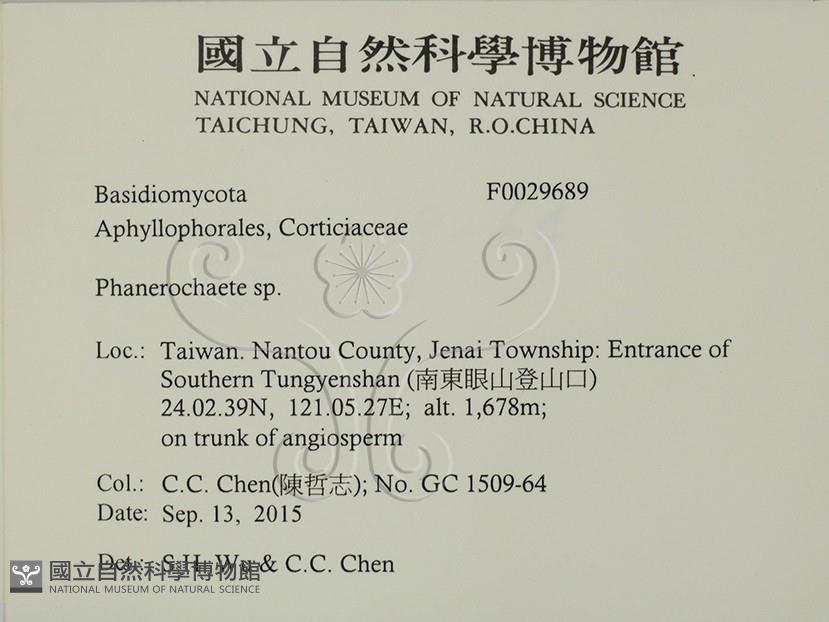 國立自然科學博物館
NATIONAL MUSEUM OF NATURAL SCIENCE
TAICHUNG, TAIWAN, R.O.CHINA
Basidiomycota F0029689
Aphyllophorales, Corticiaceae
Phanerochaete sp.
Loc.: Taiwan. Nantou County, Jenai Township: Entrance of
Southern Tungyenshan (南東眼山登山口)
24.02.39N, 121.05.27E; alt. 1,678m;
on trunk of angiosperm
Col.: C.C. Chen(陳哲志); No. GC 1509-64
Date: Sep. 13, 2015
Det.: S.H. Wu & C.C. Chen
國立自然科學博物館
NATIONAL MUSEUM OF NATURAL SCIENCE